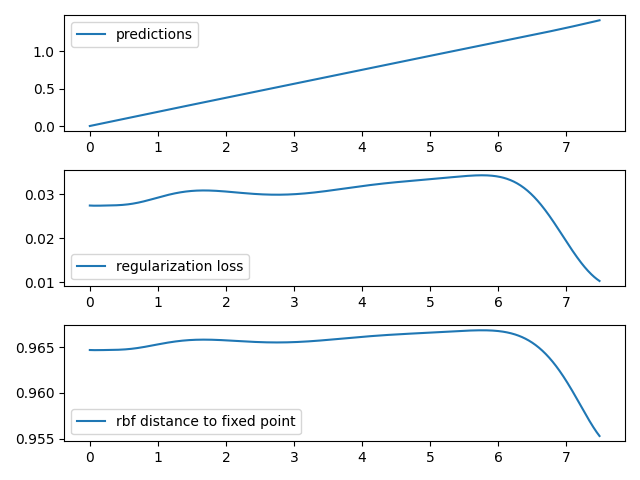 predictions
1.0
0.5
0.0
0 1 2 3 4 5 6 7
0.03
0.02
0.01
regularization loss
0 1 2 3 4 5 6 7
0.965
0.960
0.955
rbf distance to fixed point
0 1 2 3 4 5 6 7